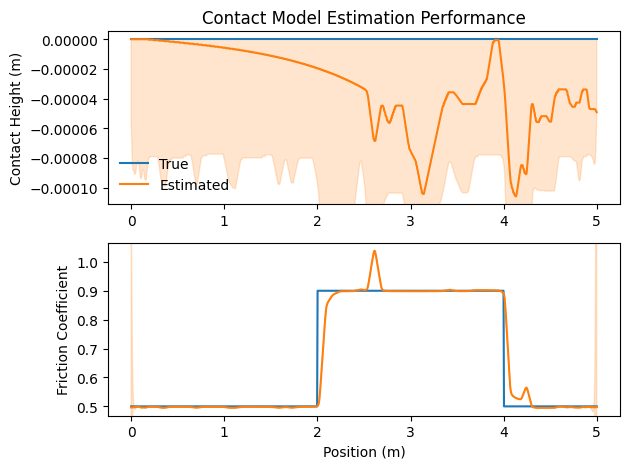 Contact Model Estimation Performance
Contact Height (m)
0.00000
−0.00002
−0.00004
−0.00006
−0.00008
−0.00010
True
Estimated
0 1 2 3 4 5
Friction Coefficient
1.0
0.9
0.8
0.7
0.6
0.5
0 1 2 3 4 5
Position (m)